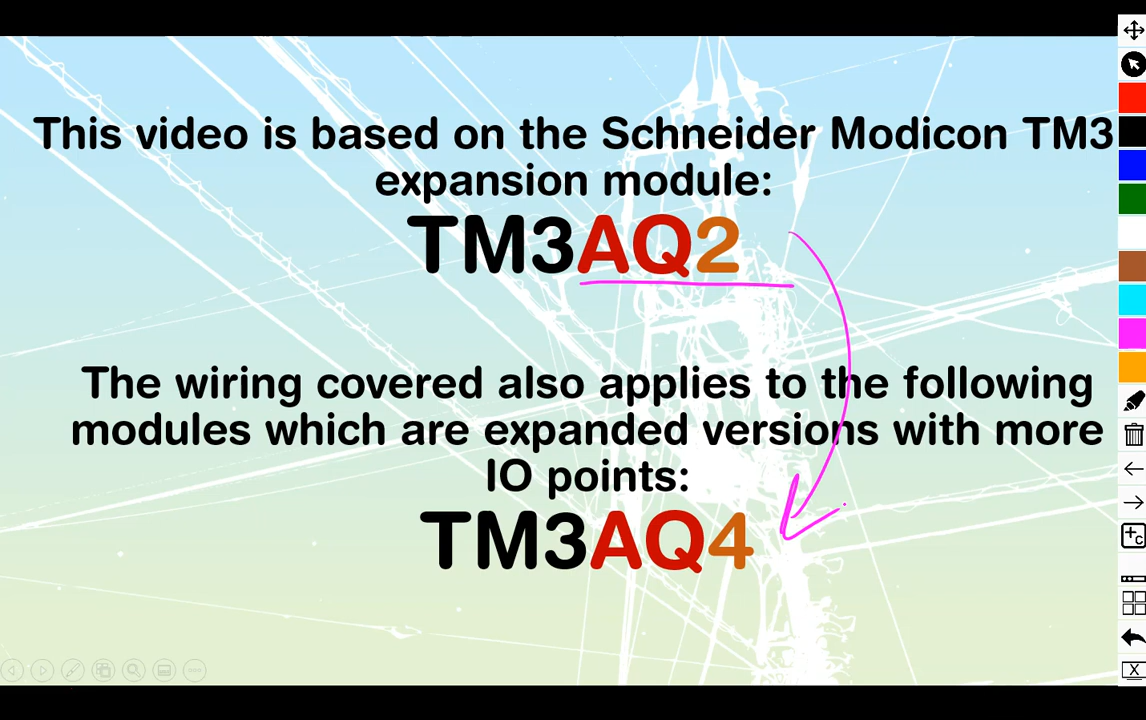 This video is based on the Schneider Modicon TM3
expansion module:
TM3AQ2
The wiring covered also applies to the following
modules which are expanded versions with more
IO points:
TM3AQ4